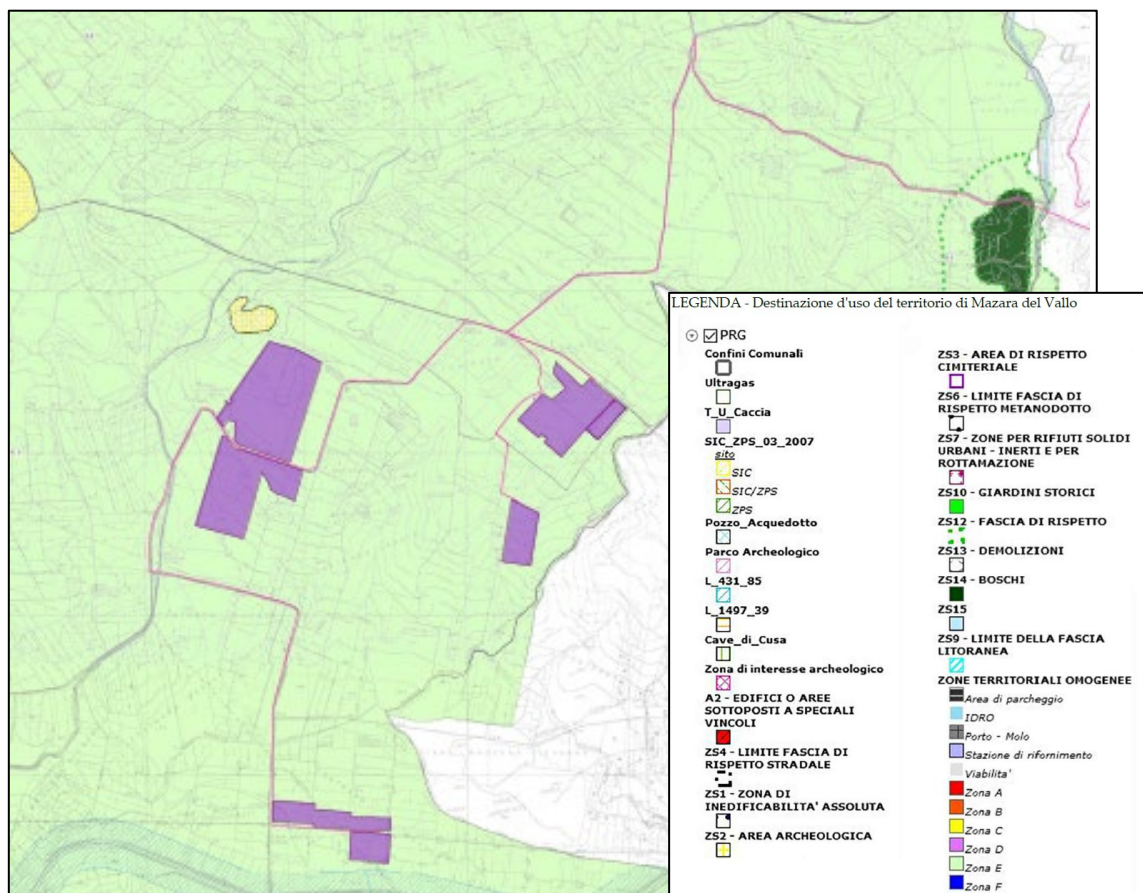 LEGENDA - Destinazione d'uso del territorio di Mazara del Vallo
PRG
Confini Comunali
Ultragas
T_U_Caccia
SIC_ZPS_03_2007
sito
SIC
SIC/ZPS
ZPS
Pozzo_Acquedotto
Parco Archeologico
L_431_85
L_1497_39
Cave_di_Cusa
Zona di interesse archeologico
A2 - EDIFICI O AREE
SOTTOPOSTI A SPECIALI
VINCOLI
ZS4 - LIMITE FASCIA DI
RISPETTO STRADALE
ZS1 - ZONA DI
INEDIFICABILITA' ASSOLUTA
ZS2 - AREA ARCHEOLOGICA
ZS3 - AREA DI RISPETTO
CIMITERIALE
ZS6 - LIMITE FASCIA DI
RISPETTO METANODOTTO
ZS7 - ZONE PER RIFIUTI SOLIDI
URBANI - INERTI E PER
ROTTAMAZIONE
ZS10 - GIARDINI STORICI
ZS12 - FASCIA DI RISPETTO
ZS13 - DEMOLIZIONI
ZS14 - BOSCHI
ZS15
ZS9 - LIMITE DELLA FASCIA
LITORANEA
ZONE TERRITORIALI OMOGENEE
Area di parcheggio
IDRO
Porto - Molo
Stazione di rifornimento
Viabilita'
Zona A
Zona B
Zona C
Zona D
Zona E
Zona F